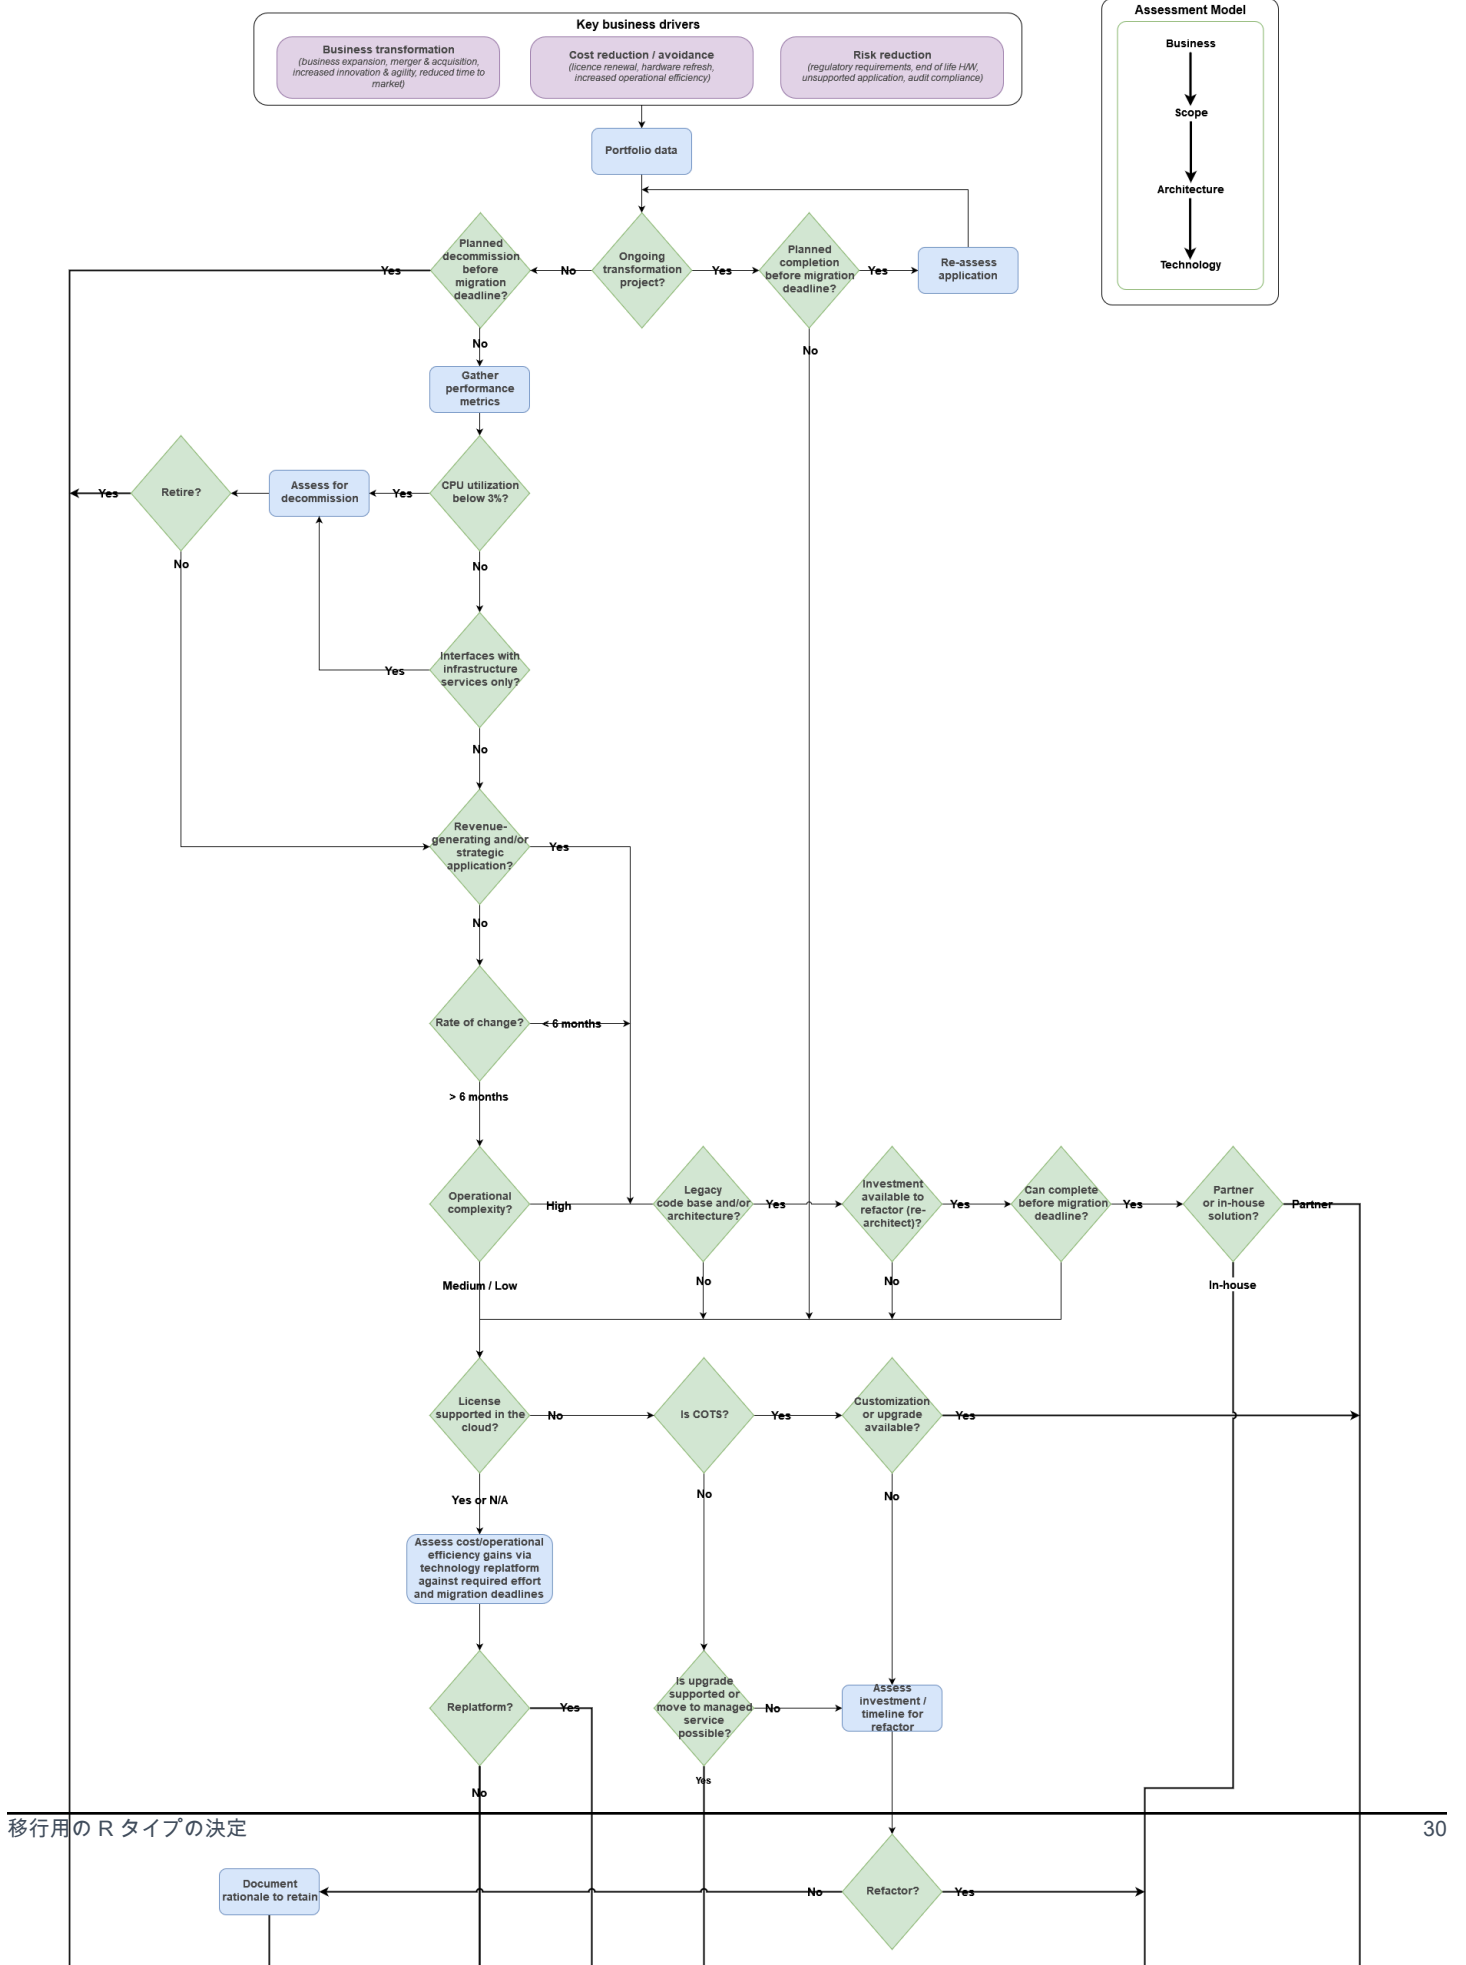 Key business drivers
Business transformation
(business expansion, merger & acquisition,
increased innovation & agility, reduced time to
market)
Cost reduction / avoidance
(licence renewal, hardware refresh,
increased operational efficiency)
Risk reduction
(regulatory requirements, end of life H/W,
unsupported application, audit compliance)
Assessment Model
Business
Scope
Architecture
Technology
Portfolio data
Planned
decommission
before
migration
deadline?
Yes
No
Ongoing
transformation
project?
Yes
Planned
completion
before migration
deadline?
Yes
Re-assess
application
No
No
Gather
performance
metrics
Retire?
Yes
No
Assess for
decommission
Yes
CPU utilization
below 3%?
No
Interfaces with
infrastructure
services only?
Yes
No
Revenue-
generating and/or
strategic
application?
Yes
No
Rate of change?
< 6 months
> 6 months
Operational
complexity?
High
Medium / Low
Legacy
code base and/or
architecture?
Yes
No
Investment
available to
refactor (re-
architect)?
Yes
No
Can complete
before migration
deadline?
Yes
Partner
or in-house
solution?
Partner
In-house
License
supported in the
cloud?
No
Yes or N/A
Is COTS?
Yes
No
Customization
or upgrade
available?
Yes
No
Assess cost/operational
efficiency gains via
technology replatform
against required effort
and migration deadlines
Replatform?
Yes
No
Is upgrade
supported or
move to managed
service
possible?
No
Yes
Assess
investment /
timeline for
refactor
移行用の R タイプの決定
30
Document
rationale to retain
No
Refactor?
Yes